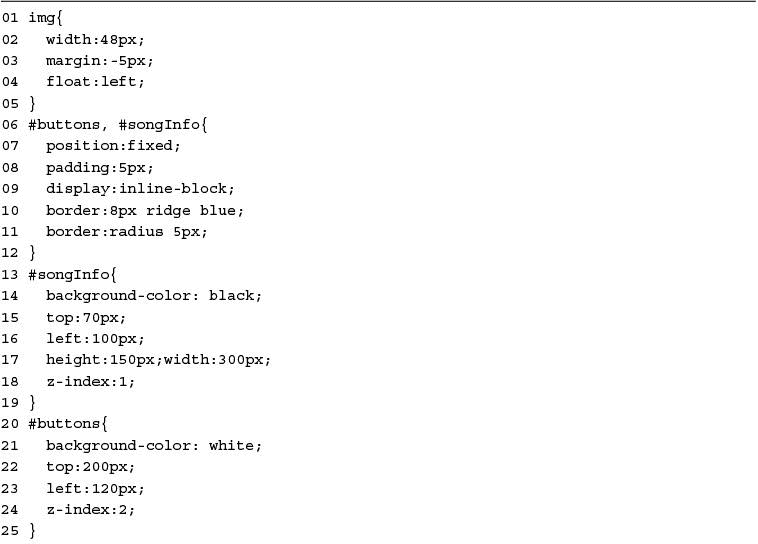 01 img{
02   width:48px;
03   margin:-5px;
04   float:left;
05 }
06 #buttons, #songInfo{
07   position:fixed;
08   padding:5px;
09   display:inline-block;
10   border:8px ridge blue;
11   border:radius 5px;
12 }
13 #songInfo{
14   background-color: black;
15   top:70px;
16   left:100px;
17   height:150px;width:300px;
18   z-index:1;
19 }
20 #buttons{
21   background-color: white;
22   top:200px;
23   left:120px;
24   z-index:2;
25 }